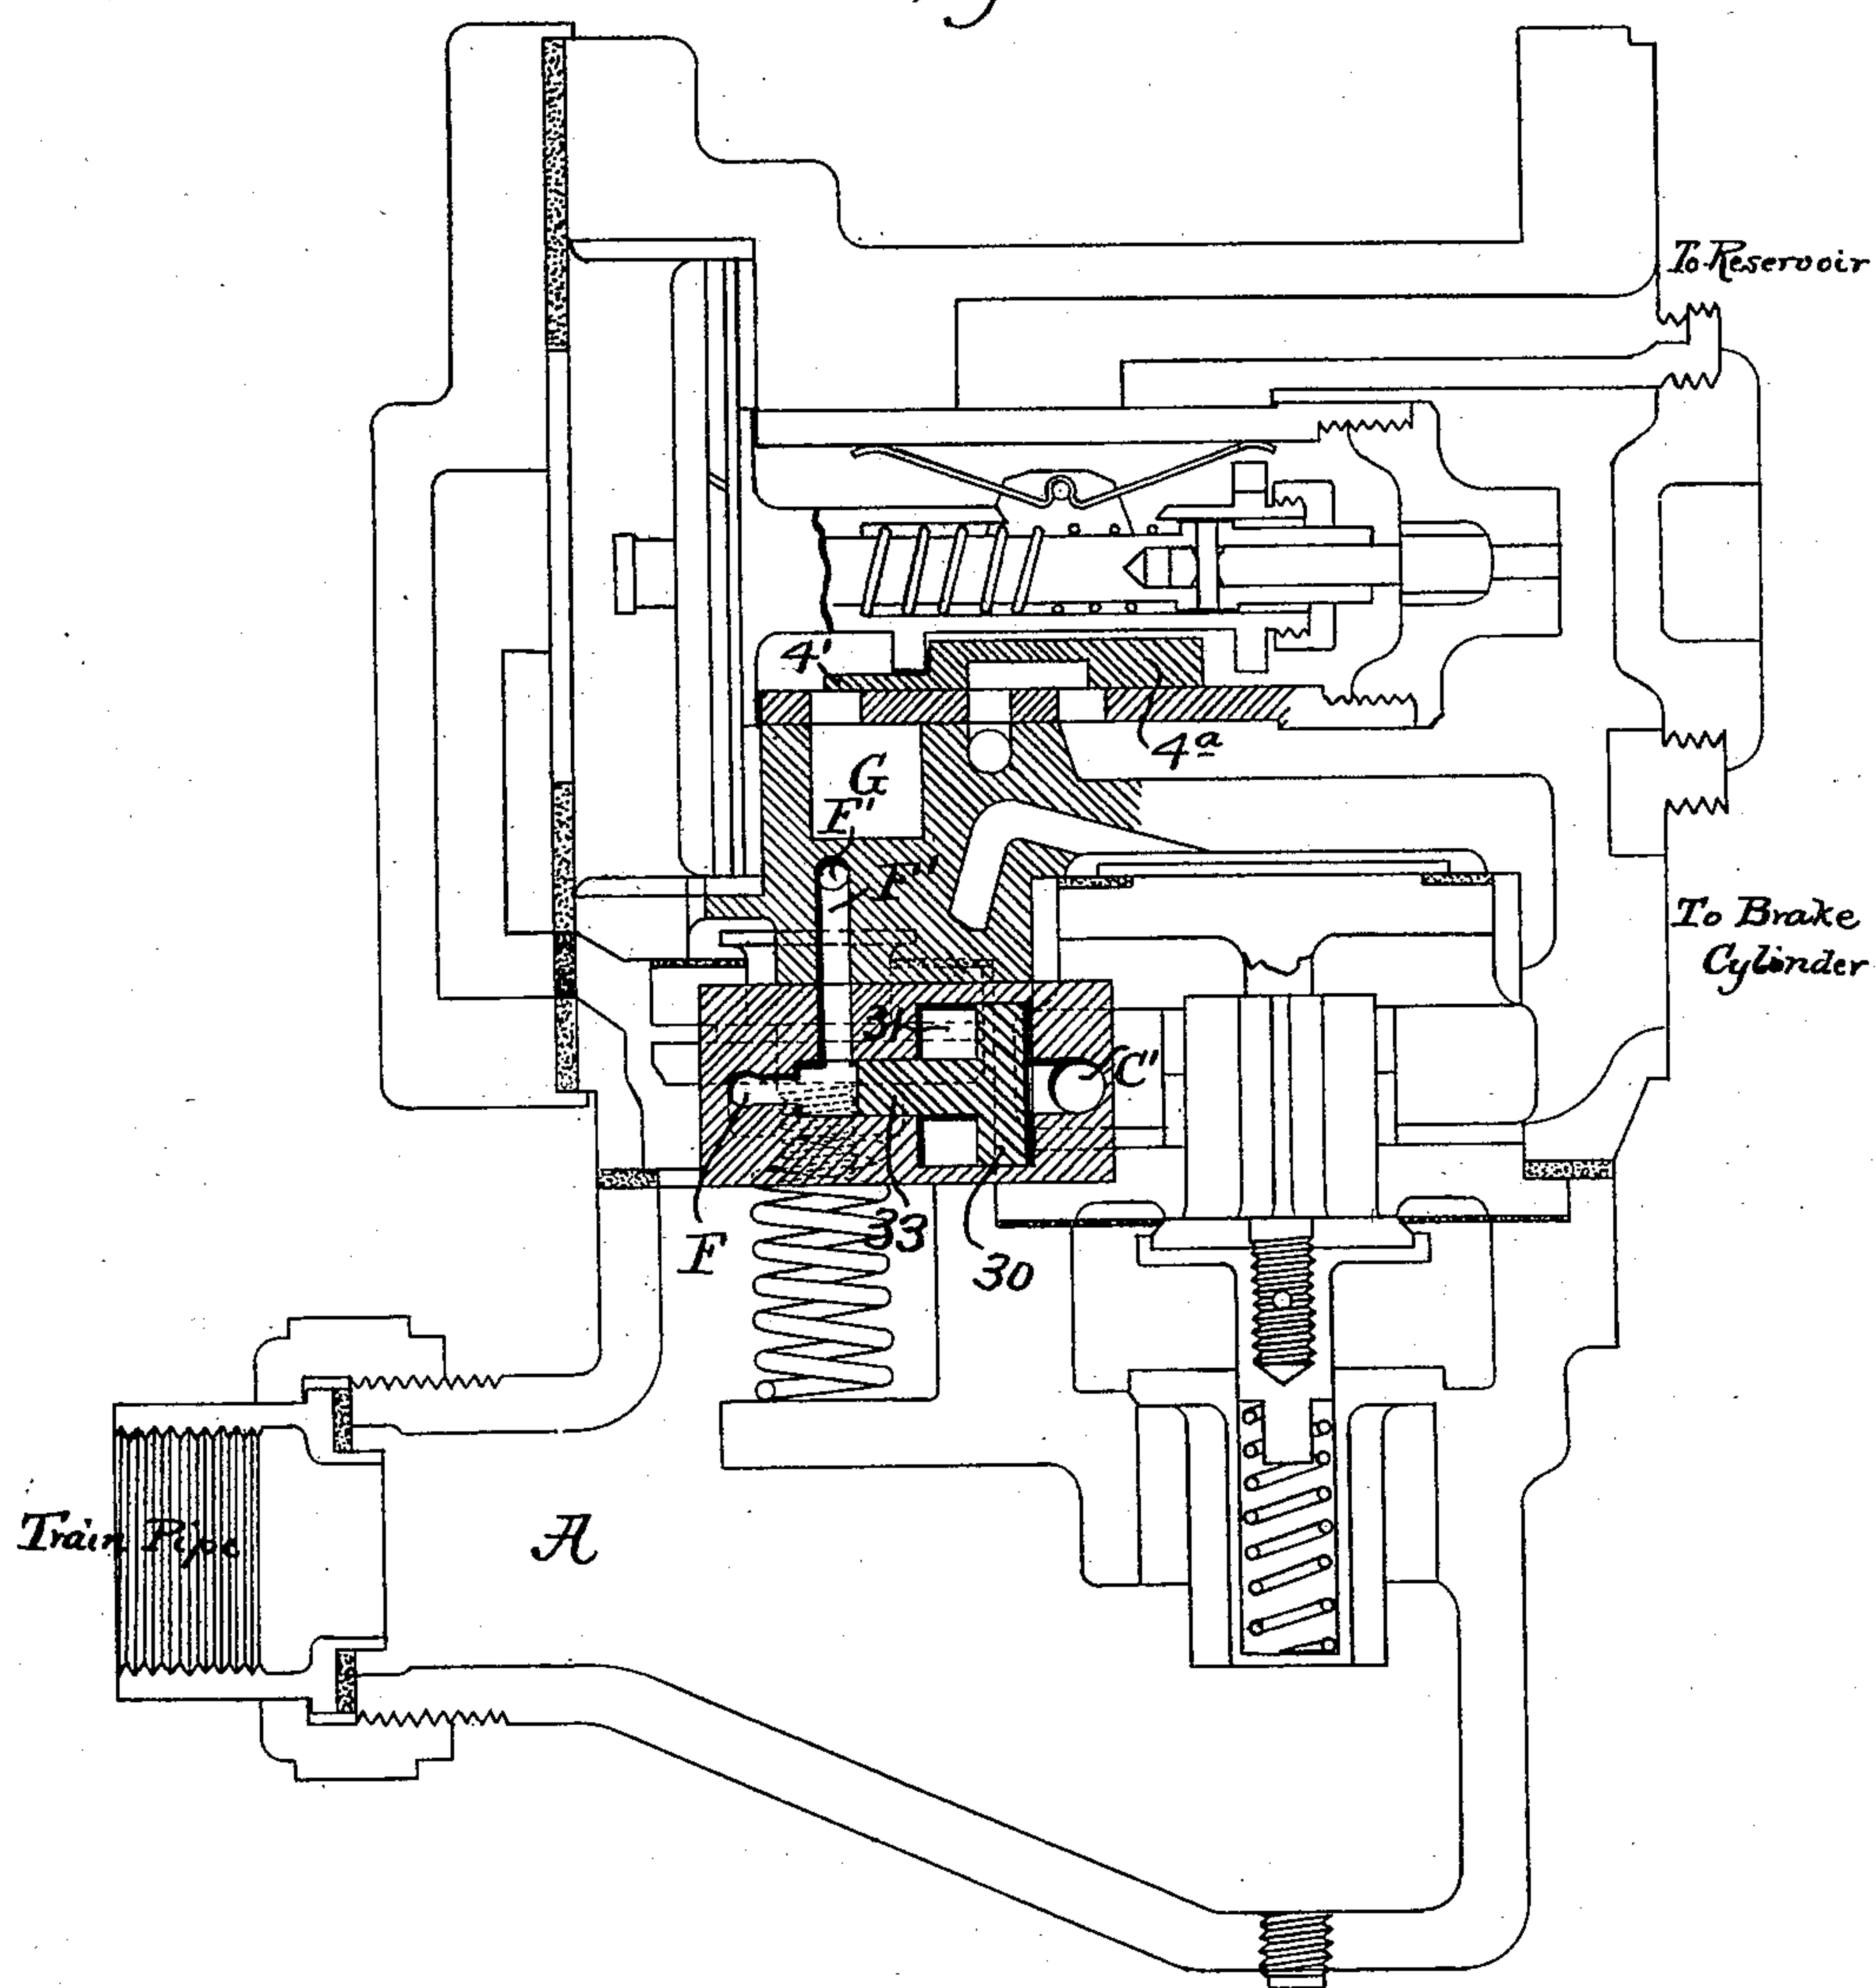 To Reservoir
4'
4a
G
F'
F''
To Brake
Cylinder
31
C'
F
33
30
Train Pipe
A